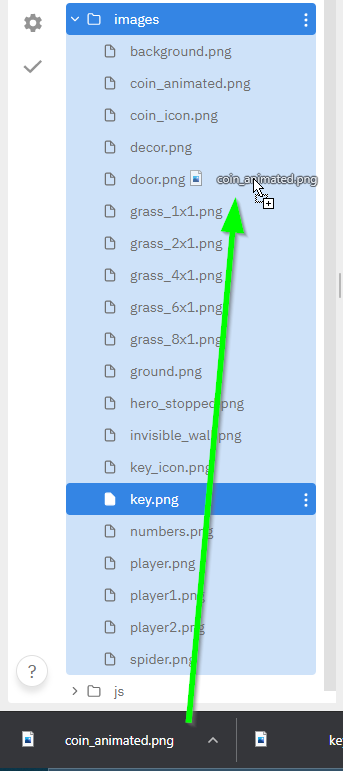 images
background.png
coin_animated.png
coin_icon.png
decor.png
door.png
coin_animated.png
grass_1x1.png
grass_2x1.png
grass_4x1.png
grass_6x1.png
grass_8x1.png
ground.png
hero_stopped.png
invisible_wall.png
key_icon.png
key.png
numbers.png
player.png
player1.png
player2.png
spider.png
js
?
coin_animated.png
ke